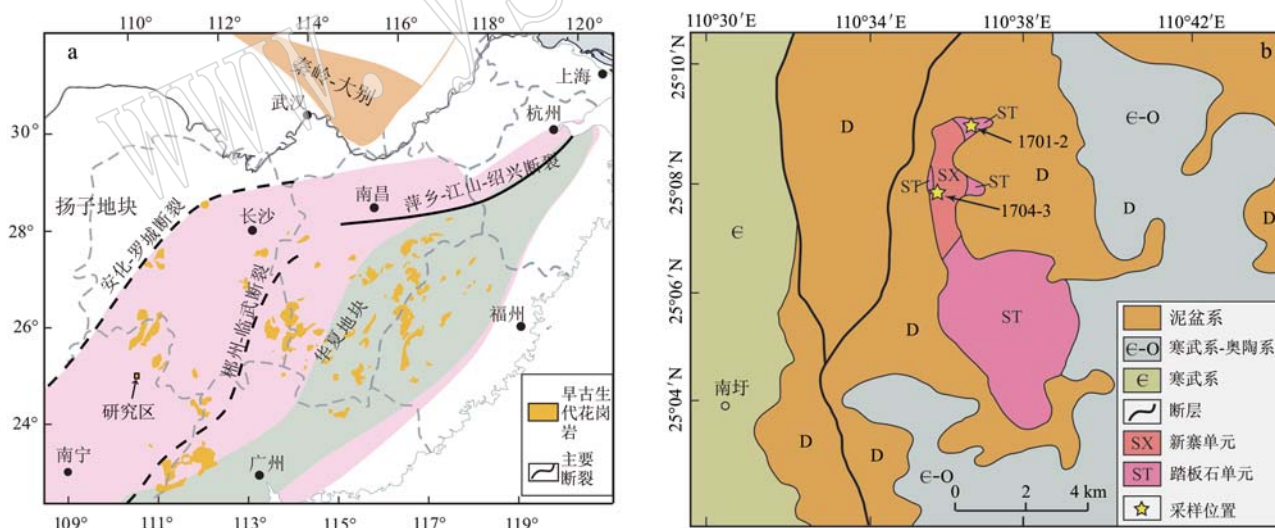 110°
112°
114°
116°
118°
120°
a
30°
28°
26°
24°
109°
111°
113°
115°
117°
119°
www.ys
秦岭-大别
上海
武汉
杭州
扬子地块
安化-罗城断裂
长沙
南昌
萍乡-江山-绍兴断裂
郴州-临武断裂
华夏地块
福州
研究区
南宁
广州
早古生
代花岗
岩
主要
断裂
110°30′E
110°34′E
110°38′E
110°42′E
b
25°10′N
25°08′N
25°06′N
25°04′N
D
Є-O
ST
1701-2
ST
SX
ST
D
1704-3
D
D
Є
ST
D
南圩
D
D
Є-O
0 2 4 km
泥盆系
Є-O 寒武系-奥陶系
Є 寒武系
断层
SX 新寨单元
ST 踏板石单元
采样位置